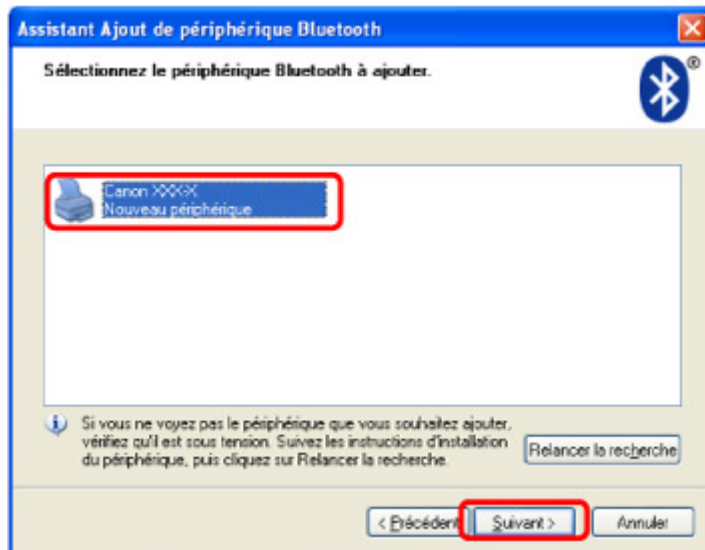 Assistant Ajout de périphérique Bluetooth
Sélectionnez le périphérique Bluetooth à ajouter.
®
Canon XXX-X
Nouveau périphérique
Si vous ne voyez pas le périphérique que vous souhaitez ajouter,
vérifiez qu'il est sous tension. Suivez les instructions d'installation
du périphérique, puis cliquez sur Relancer la recherche.
Relancer la recherche
< Précédent
Suivant >
Annuler